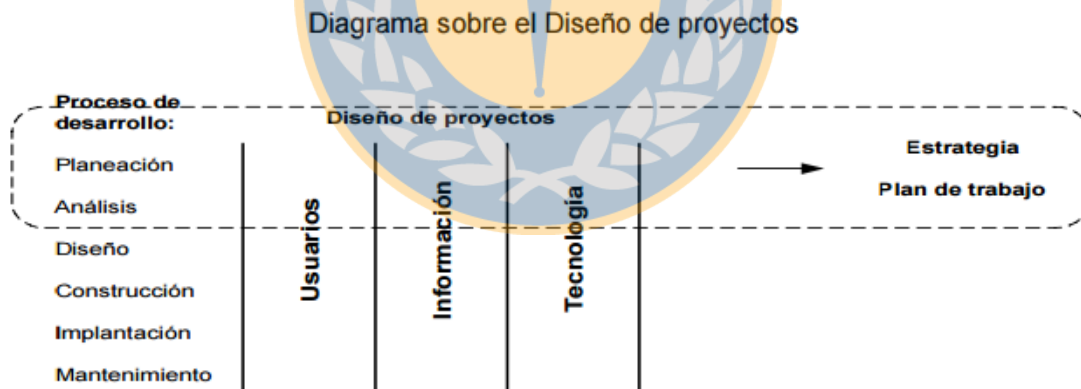 Diagrama sobre el Diseño de proyectos
Proceso de
desarrollo:
Diseño de proyectos
Planeación
Análisis
Diseño
Construcción
Implantación
Mantenimiento
Usuarios
Información
Tecnología
Estrategia
Plan de trabajo